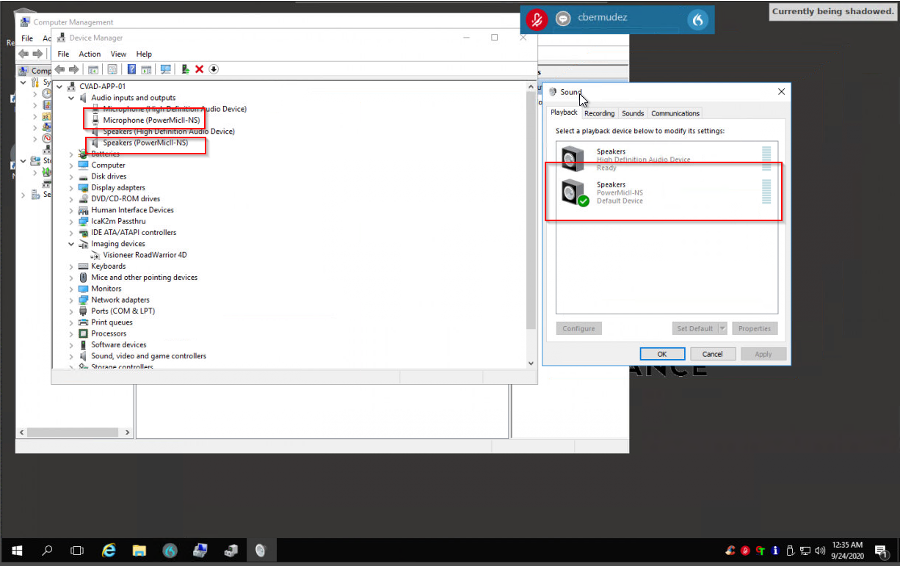 Computer Management
File
Device Manager
File Action View Help
cbermudez
Currently being shadowed.
CVAD-APP-01
Audio inputs and outputs
Microphone (High Definition Audio Device)
Microphone (PowerMicII-NS)
Speakers (High Definition Audio Device)
Speakers (PowerMicII-NS)
Batteries
Computer
Disk drives
Display adapters
DVD/CD-ROM drives
Human Interface Devices
IcaK2m Passthru
IDE ATA/ATAPI controllers
Imaging devices
Visioneer RoadWarrior 4D
Keyboards
Mice and other pointing devices
Monitors
Network adapters
Ports (COM & LPT)
Print queues
Processors
Software devices
Sound, video and game controllers
Storage controllers
Sound
Playback Recording Sounds Communications
Select a playback device below to modify its settings:
Speakers
High Definition Audio Device
Ready
Speakers
PowerMicII-NS
Default Device
Configure Set Default Properties
OK Cancel Apply
12:35 AM
9/24/2020